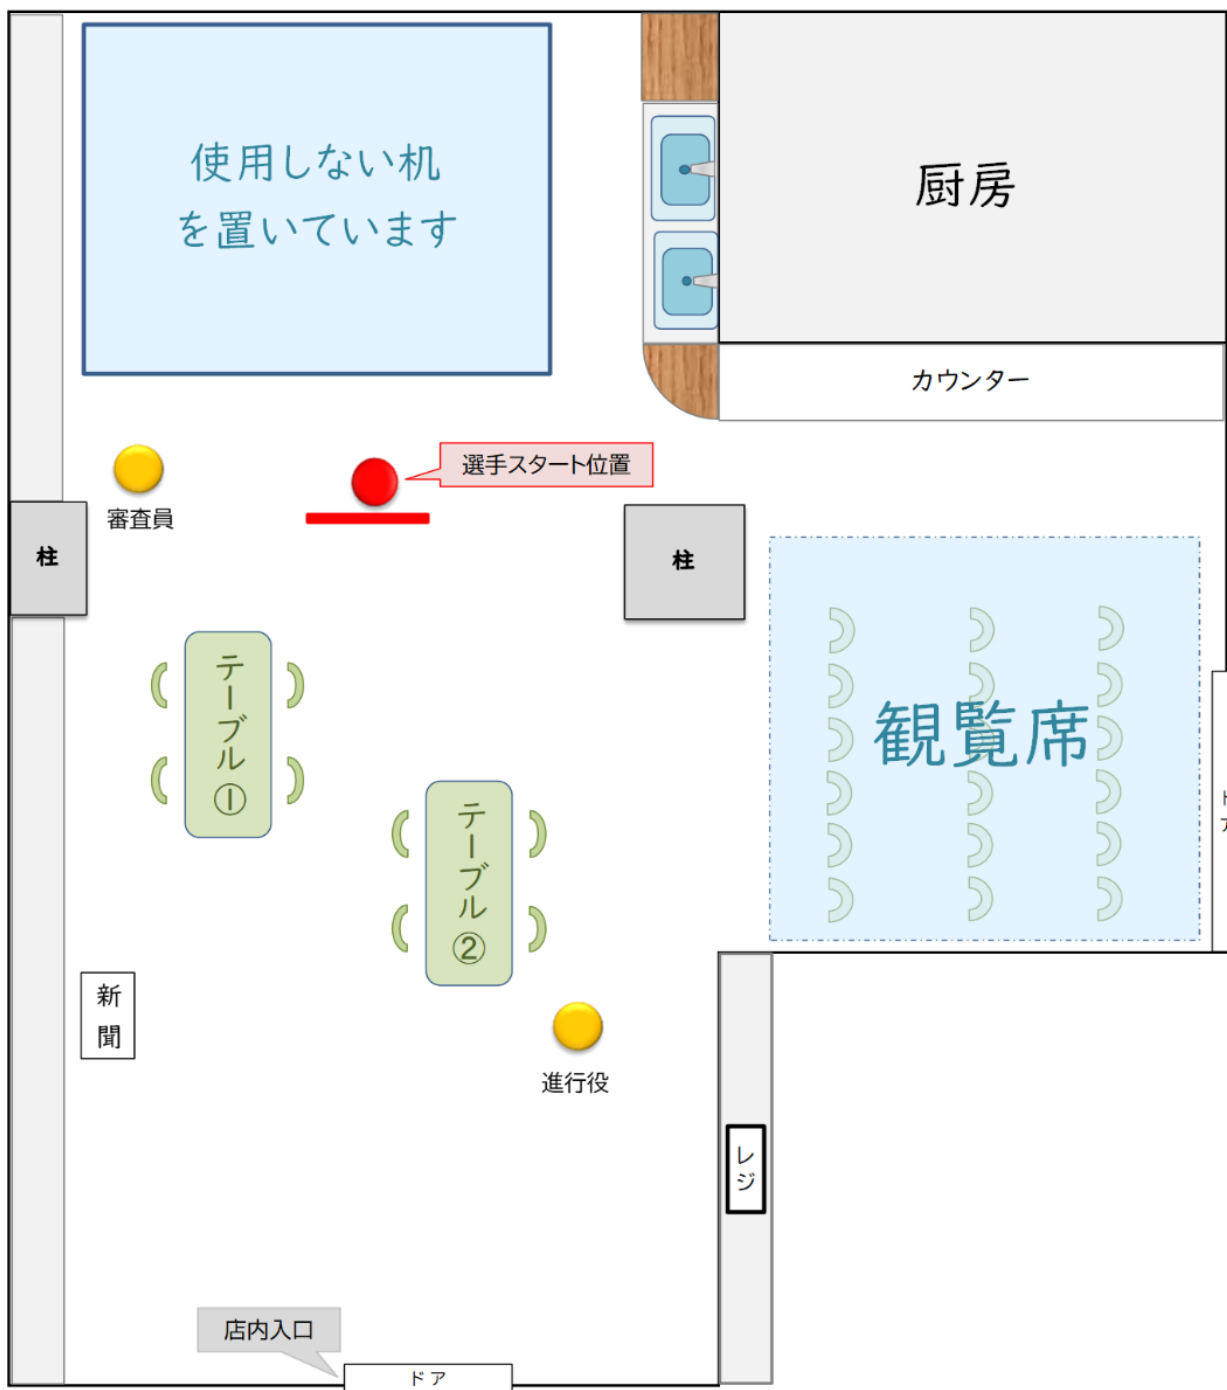 使用しない机
を置いています
厨房
カウンター
選手スタート位置
審査員
柱
柱
テーブル①
テーブル②
観覧席
ドア
新聞
進行役
レジ
店内入口
ドア